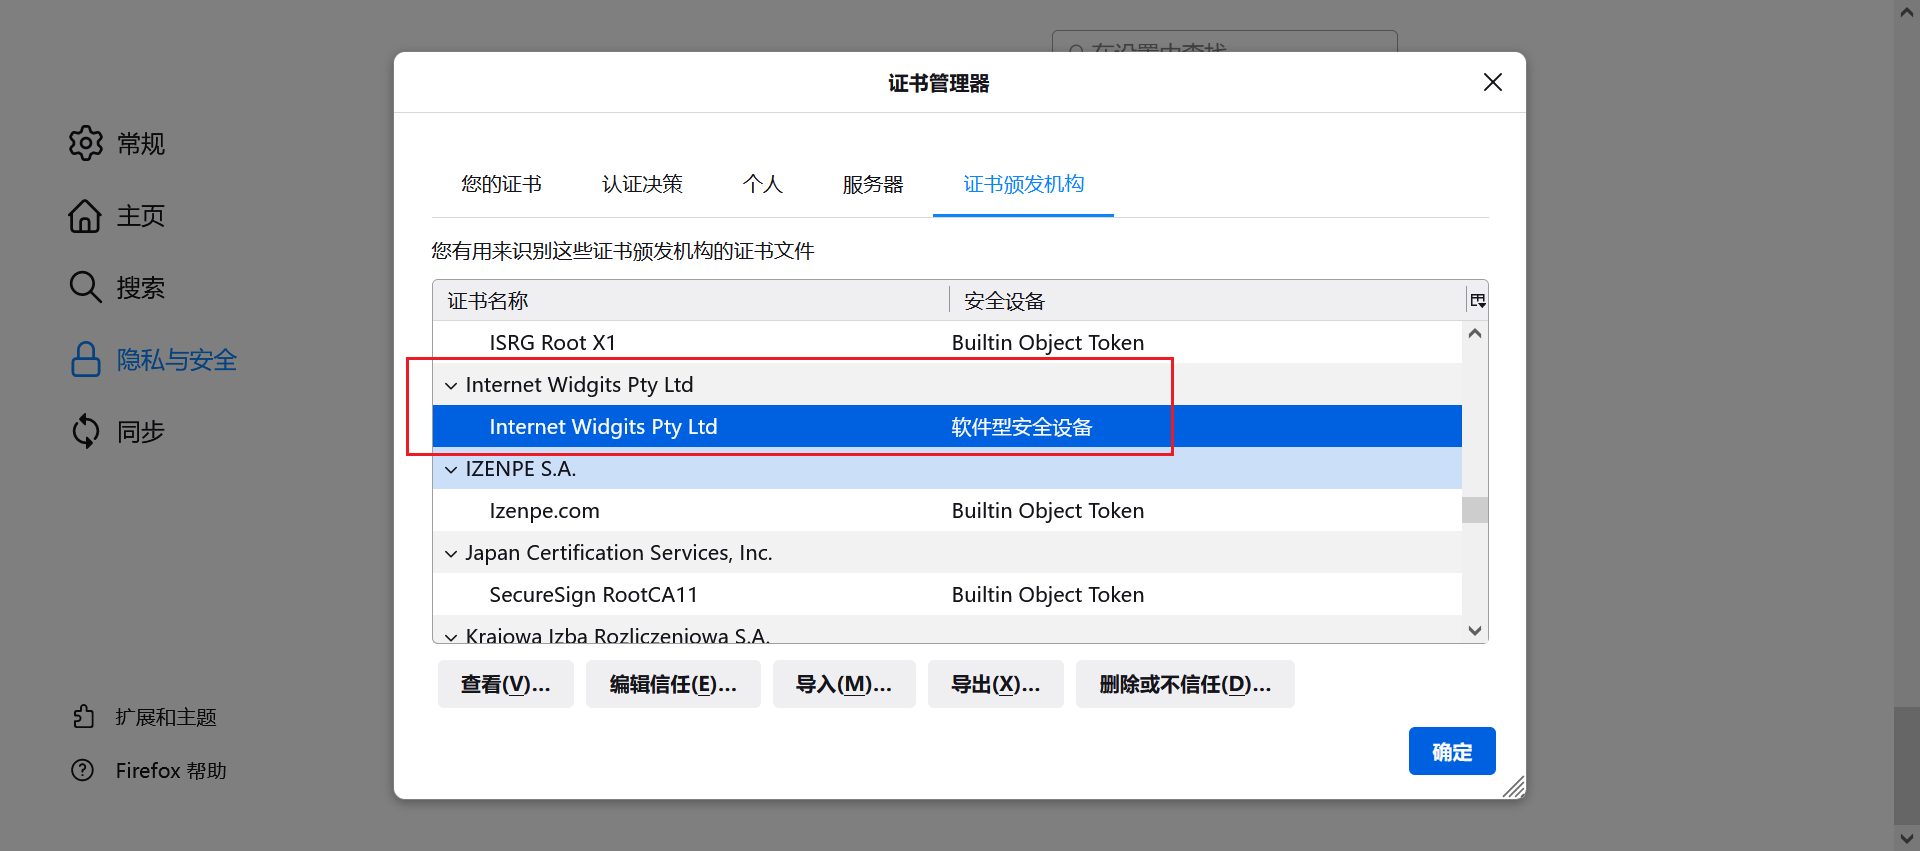 在设置中查找
证书管理器
常规
主页
搜索
隐私与安全
同步
扩展和主题
Firefox 帮助
您的证书 认证决策 个人 服务器 证书颁发机构
您有用来识别这些证书颁发机构的证书文件
证书名称 安全设备
ISRG Root X1 Builtin Object Token
Internet Widgits Pty Ltd
Internet Widgits Pty Ltd 软件型安全设备
IZENPE S.A.
Izenpe.com Builtin Object Token
Japan Certification Services, Inc.
SecureSign RootCA11 Builtin Object Token
Krajowa Izba Rozliczeniowa S.A.
查看(V)... 编辑信任(E)... 导入(M)... 导出(X)... 删除或不信任(D)...
确定